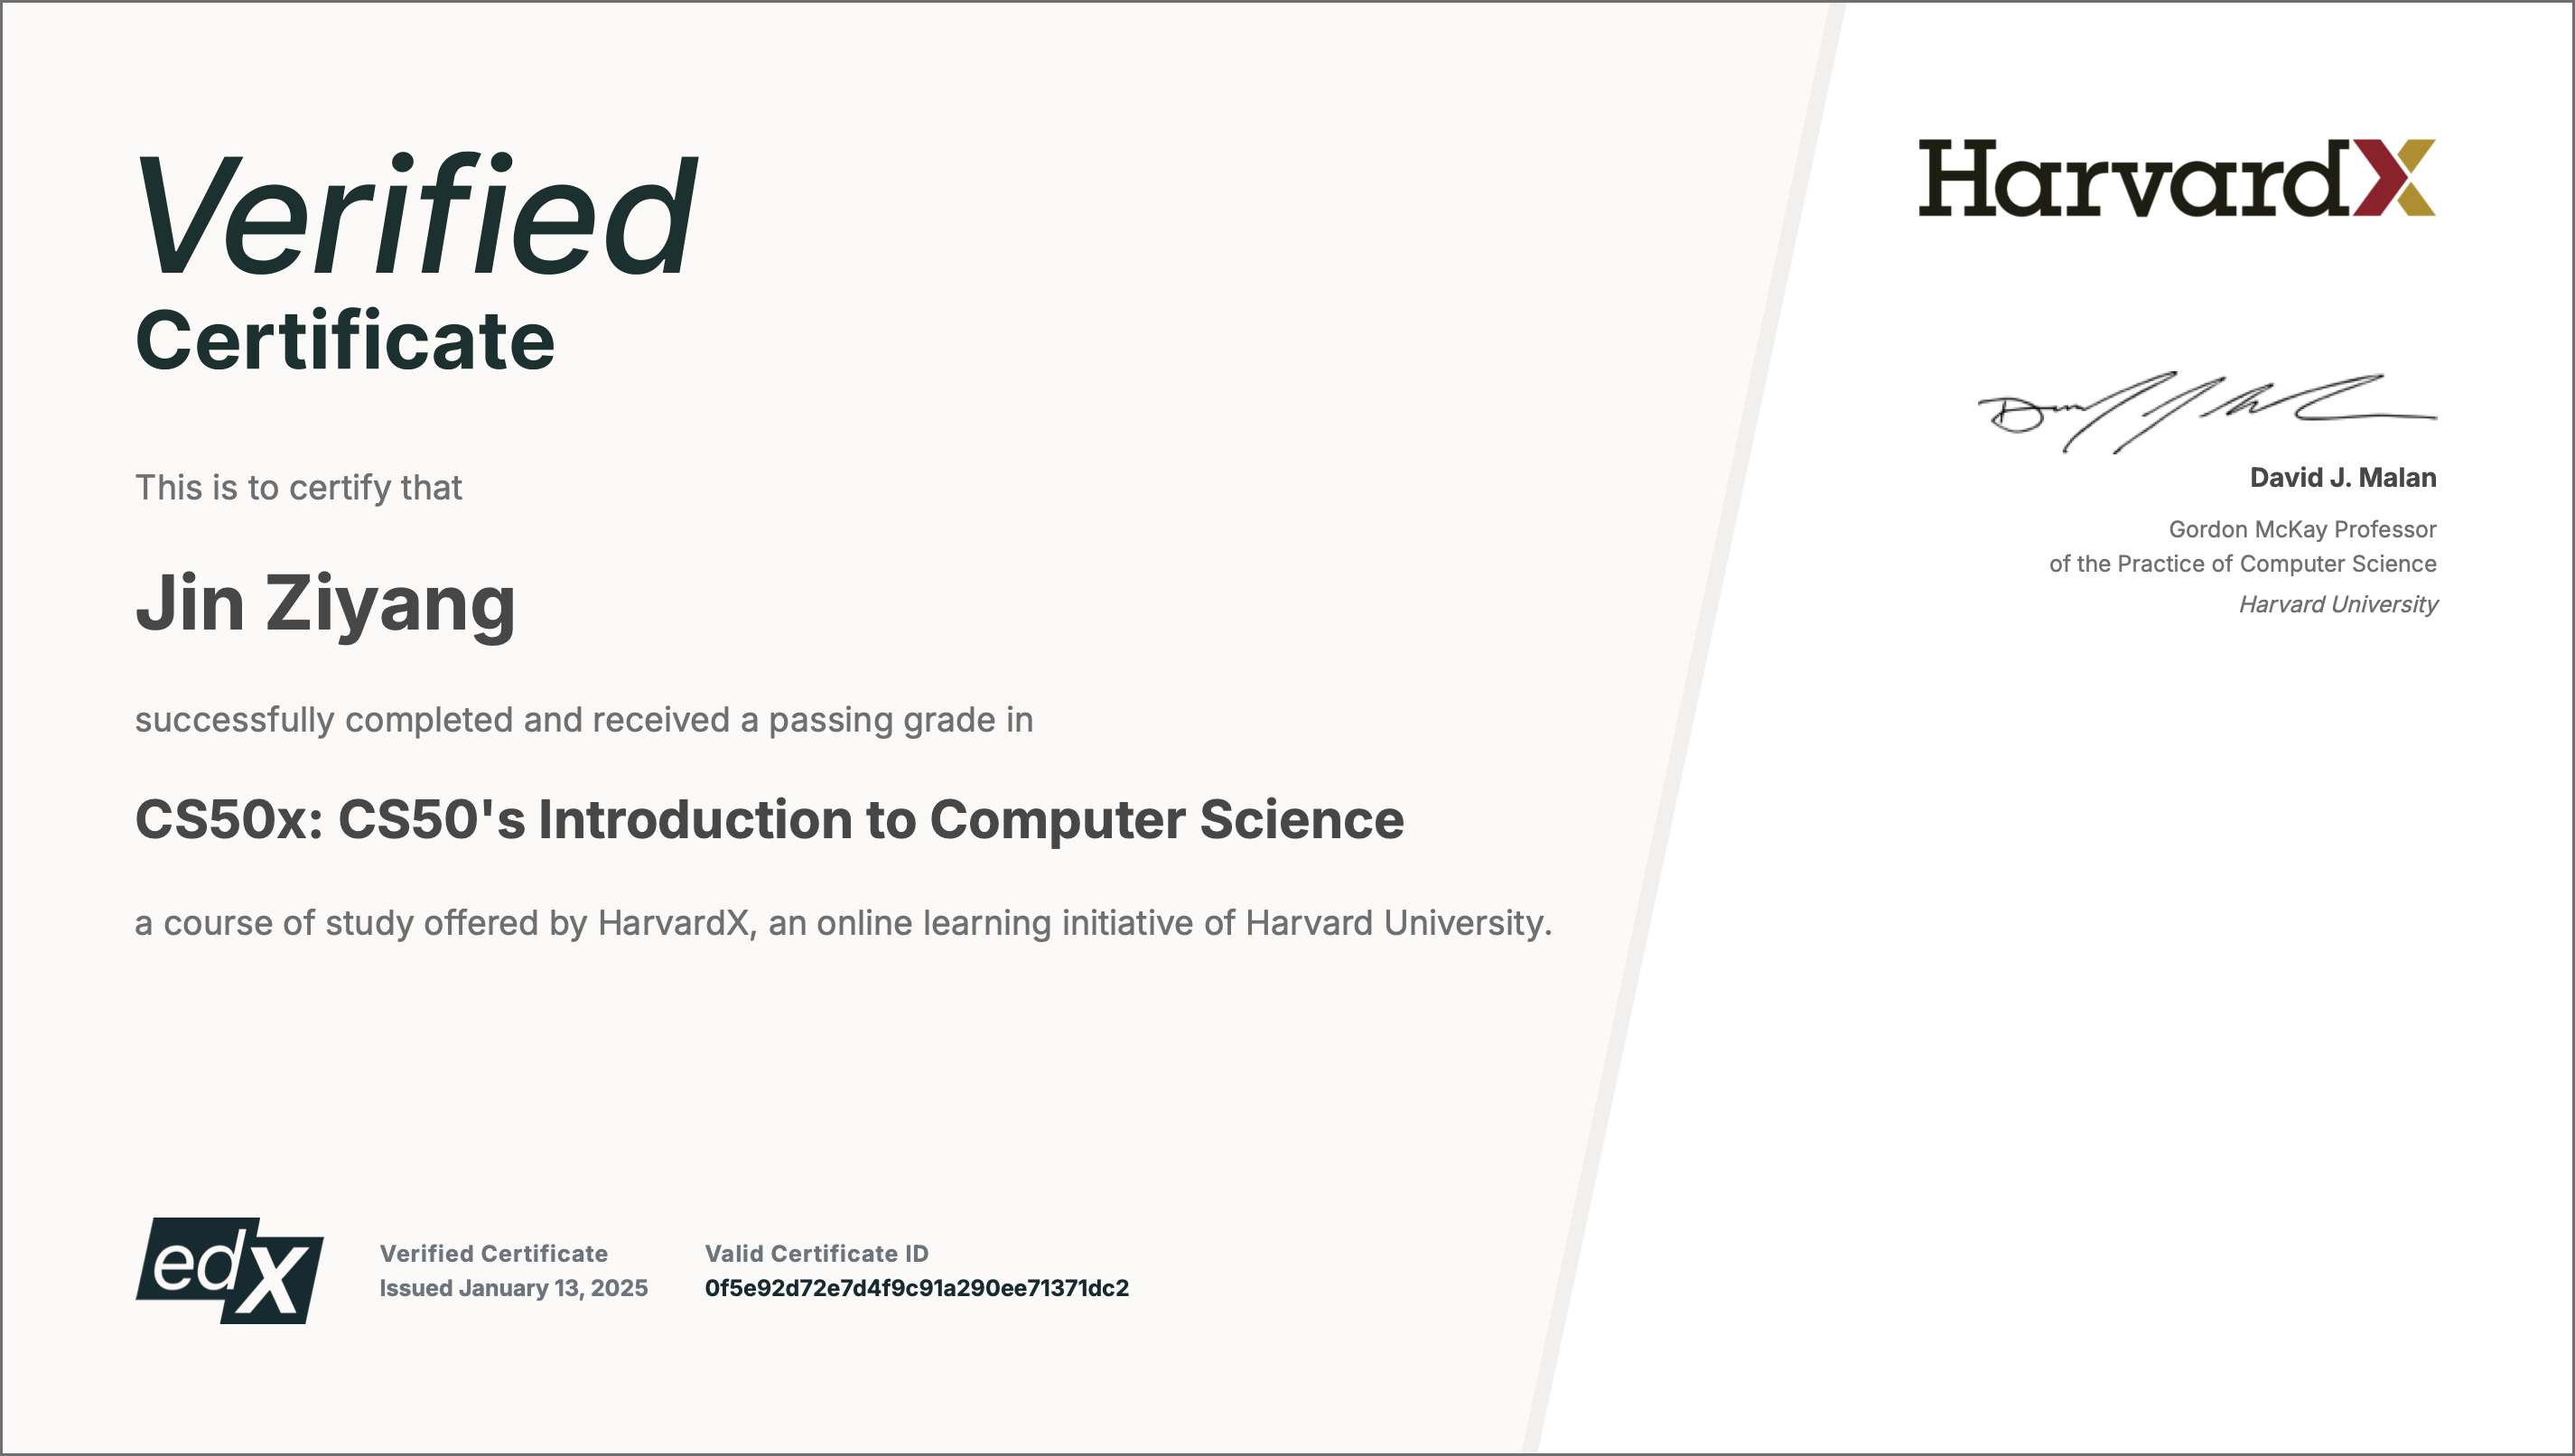 Verified
Certificate
This is to certify that
Jin Ziyang
successfully completed and received a passing grade in
CS50x: CS50's Introduction to Computer Science
a course of study offered by HarvardX, an online learning initiative of Harvard University.
HarvardX
David J. Malan
Gordon McKay Professor
of the Practice of Computer Science
Harvard University
edX
Verified Certificate
Issued January 13, 2025
Valid Certificate ID
0f5e92d72e7d4f9c91a290ee71371dc2